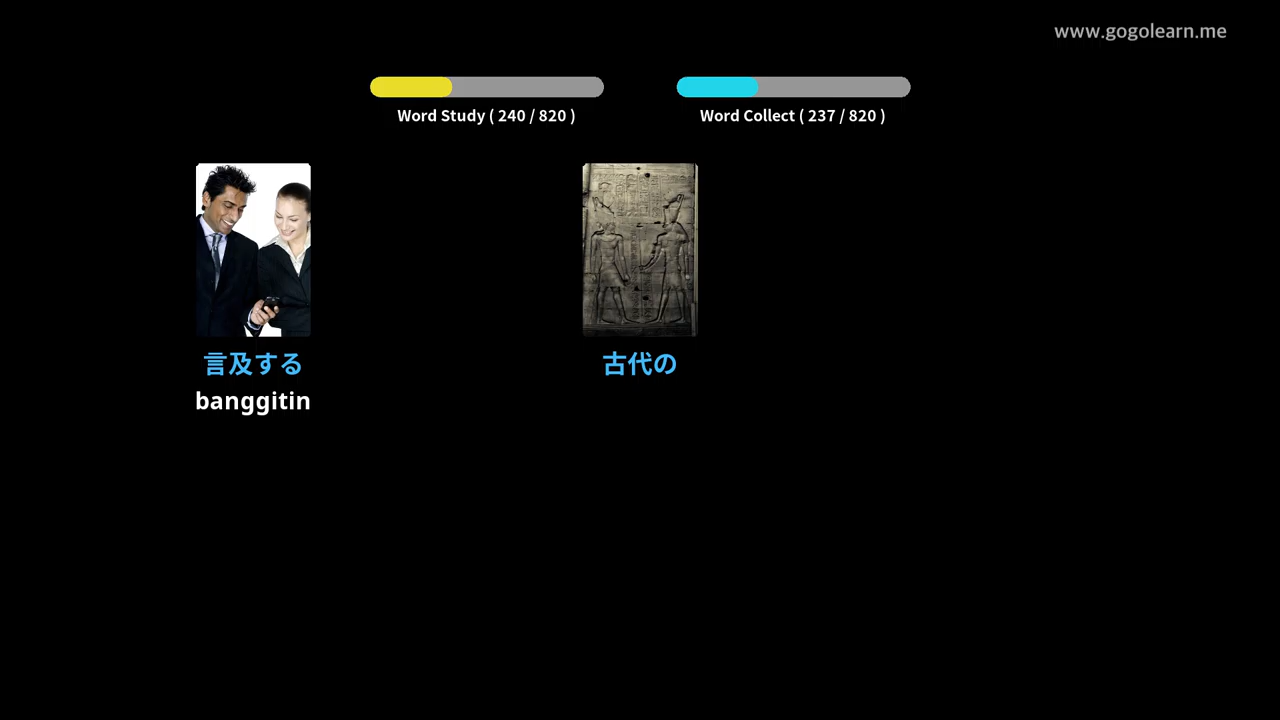 www.gogolearn.me
Word Study ( 240 / 820 )
Word Collect ( 237 / 820 )
言及する
banggitin
古代の